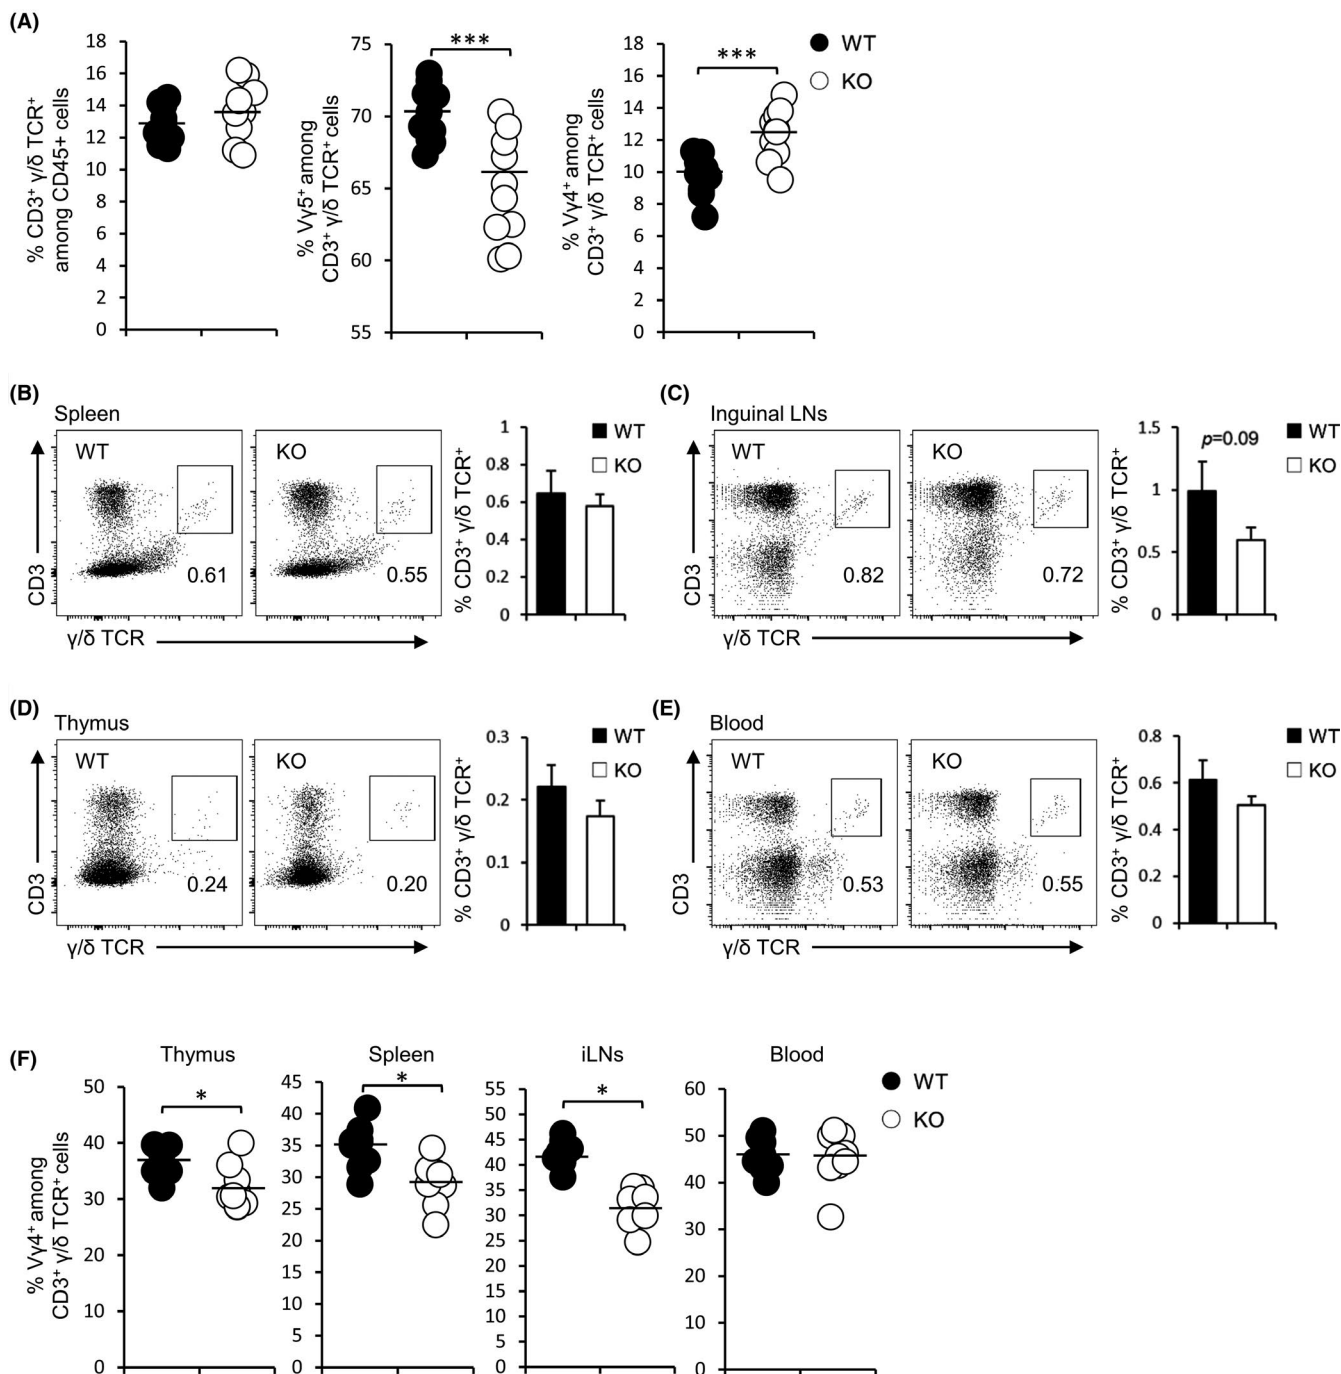 (A)
18
16
14
12
10
8
6
4
2
0
% CD3⁺ γ/δ TCR⁺
among CD45+ cells
75
70
65
60
55
% Vγ5⁺ among
CD3⁺ γ/δ TCR⁺ cells
***
18
16
14
12
10
8
6
4
2
0
% Vγ4⁺ among
CD3⁺ γ/δ TCR⁺ cells
***
WT
KO
(B)
Spleen
WT
0.61
KO
0.55
CD3
γ/δ TCR
% CD3⁺ γ/δ TCR⁺
1
0.8
0.6
0.4
0.2
0
WT
KO
(C)
Inguinal LNs
WT
0.82
KO
0.72
CD3
γ/δ TCR
% CD3⁺ γ/δ TCR⁺
1.5
1
0.5
0
p=0.09
WT
KO
(D)
Thymus
WT
0.24
KO
0.20
CD3
γ/δ TCR
% CD3⁺ γ/δ TCR⁺
0.3
0.2
0.1
0
WT
KO
(E)
Blood
WT
0.53
KO
0.55
CD3
γ/δ TCR
% CD3⁺ γ/δ TCR⁺
0.8
0.6
0.4
0.2
0
WT
KO
(F)
% Vγ4⁺ among
CD3⁺ γ/δ TCR⁺ cells
Thymus
50
40
30
20
10
0
*
Spleen
45
40
35
30
25
20
15
10
5
0
*
iLNs
55
50
45
40
35
30
25
20
15
10
5
0
*
Blood
60
50
40
30
20
10
0
WT
KO